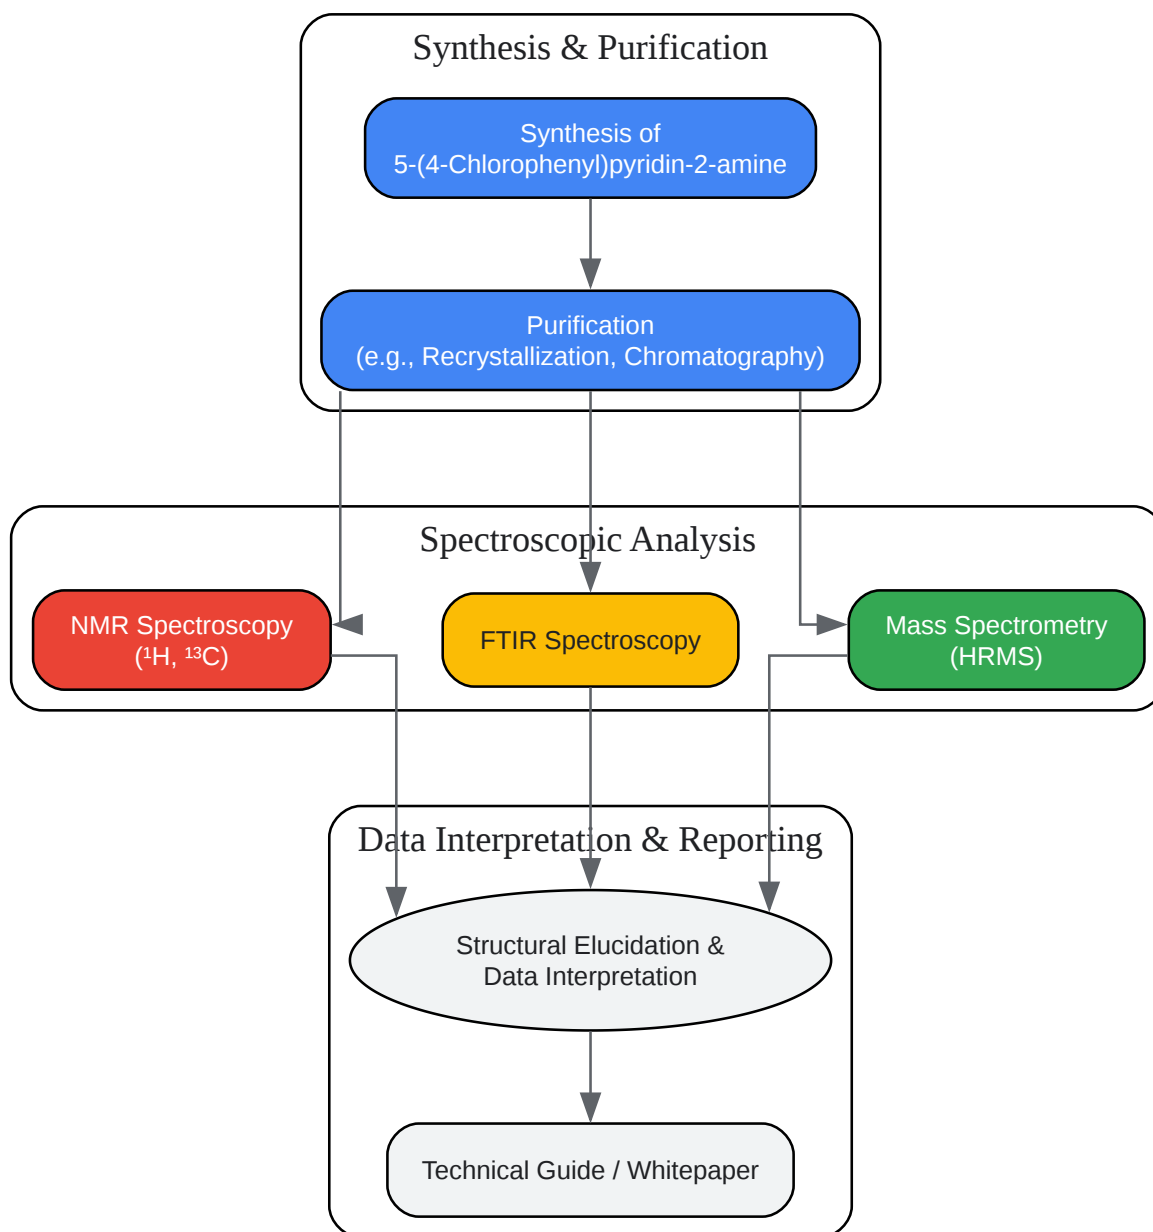 Synthesis & Purification
Synthesis of
5-(4-Chlorophenyl)pyridin-2-amine
Purification
(e.g., Recrystallization, Chromatography)
Spectroscopic Analysis
NMR Spectroscopy
(¹H, ¹³C)
FTIR Spectroscopy
Mass Spectrometry
(HRMS)
Data Interpretation & Reporting
Structural Elucidation &
Data Interpretation
Technical Guide / Whitepaper